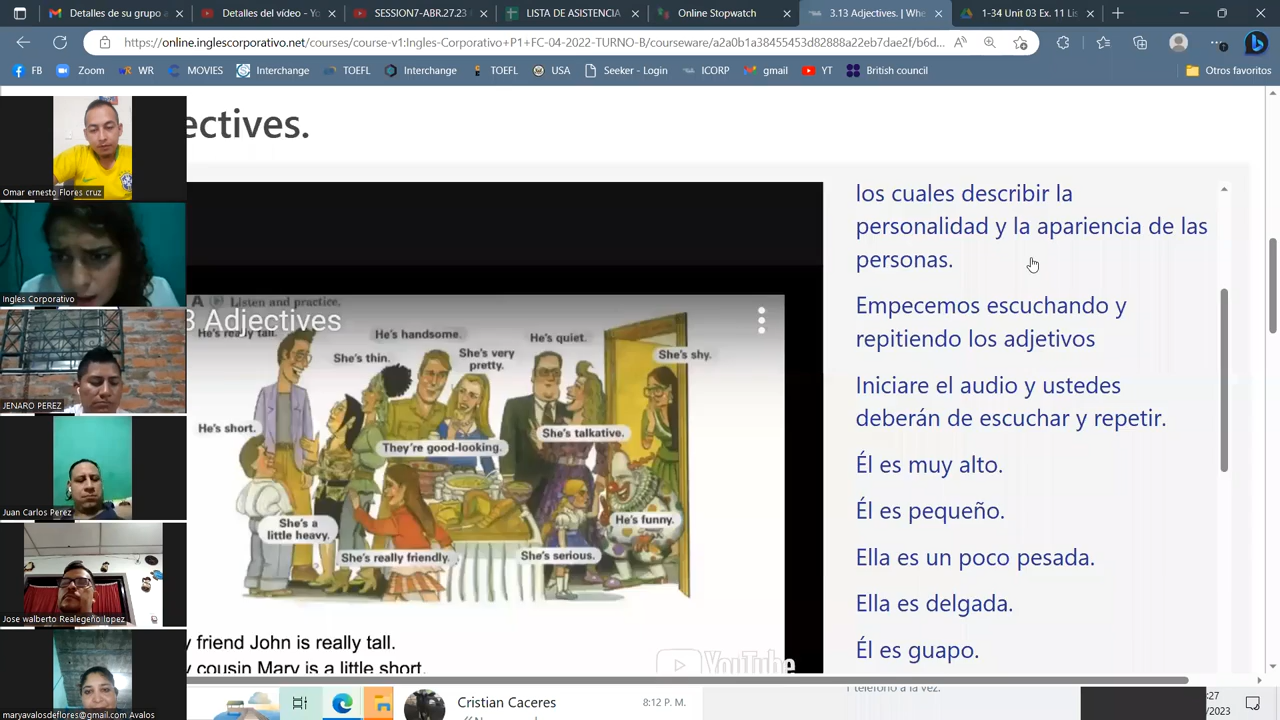 Detalles de su grupo a
Detalles del vídeo - Yo
SESSION7-ABR.27.23
LISTA DE ASISTENCIA
Online Stopwatch
3.13 Adjectives. | Whe
1-34 Unit 03 Ex. 11 Lis
https://online.inglescorporativo.net/courses/course-v1:Ingles-Corporativo+P1+FC-04-2022-TURNO-B/courseware/a2a0b1a38455453d82888a22eb7dae2f/b6d...
FB
Zoom
WR
MOVIES
Interchange
TOEFL
Interchange
TOEFL
USA
Seeker - Login
ICORP
gmail
YT
British council
Otros favoritos
ectives.
Omar ernesto Flores cruz
Ingles Corporativo
JENARO PEREZ
Juan Carlos Perez
Jose walberto Realegeño lopez
maryavalosdeflores@gmail.com Avalos
A Listen and practice.
3 Adjectives
He's really tall.
He's handsome.
He's quiet.
She's thin.
She's very
pretty.
She's shy.
He's short.
She's talkative.
They're good-looking.
She's a
little heavy.
He's funny.
She's really friendly.
She's serious.
y friend John is really tall.
y cousin Mary is a little short.
YouTube
los cuales describir la
personalidad y la apariencia de las
personas.
Empecemos escuchando y
repitiendo los adjetivos
Iniciare el audio y ustedes
deberán de escuchar y repetir.
Él es muy alto.
Él es pequeño.
Ella es un poco pesada.
Ella es delgada.
Él es guapo.
Cristian Caceres
8:12 P. M.
1 telefono a la vez.
:27
/2023